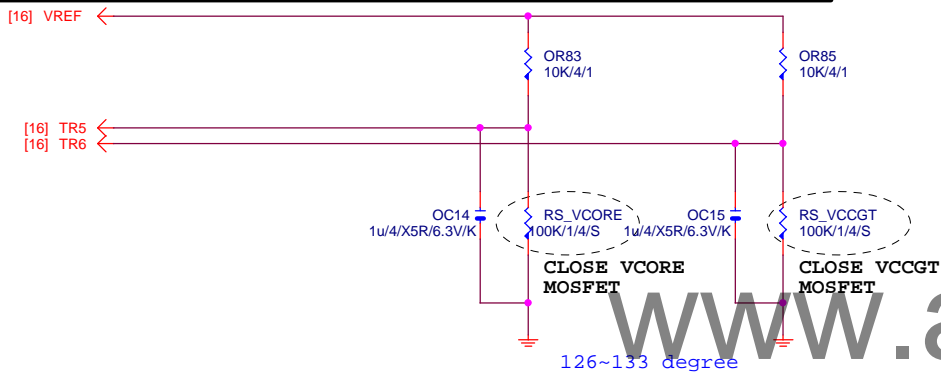 [16] VREF
OR83
10K/4/1
OR85
10K/4/1
[16] TR5
[16] TR6
OC14
1u/4/X5R/6.3V/K
RS_VCORE
100K/1/4/S
OC15
1u/4/X5R/6.3V/K
RS_VCCGT
100K/1/4/S
CLOSE VCORE
MOSFET
CLOSE VCCGT
MOSFET
www.a
126~133 degree